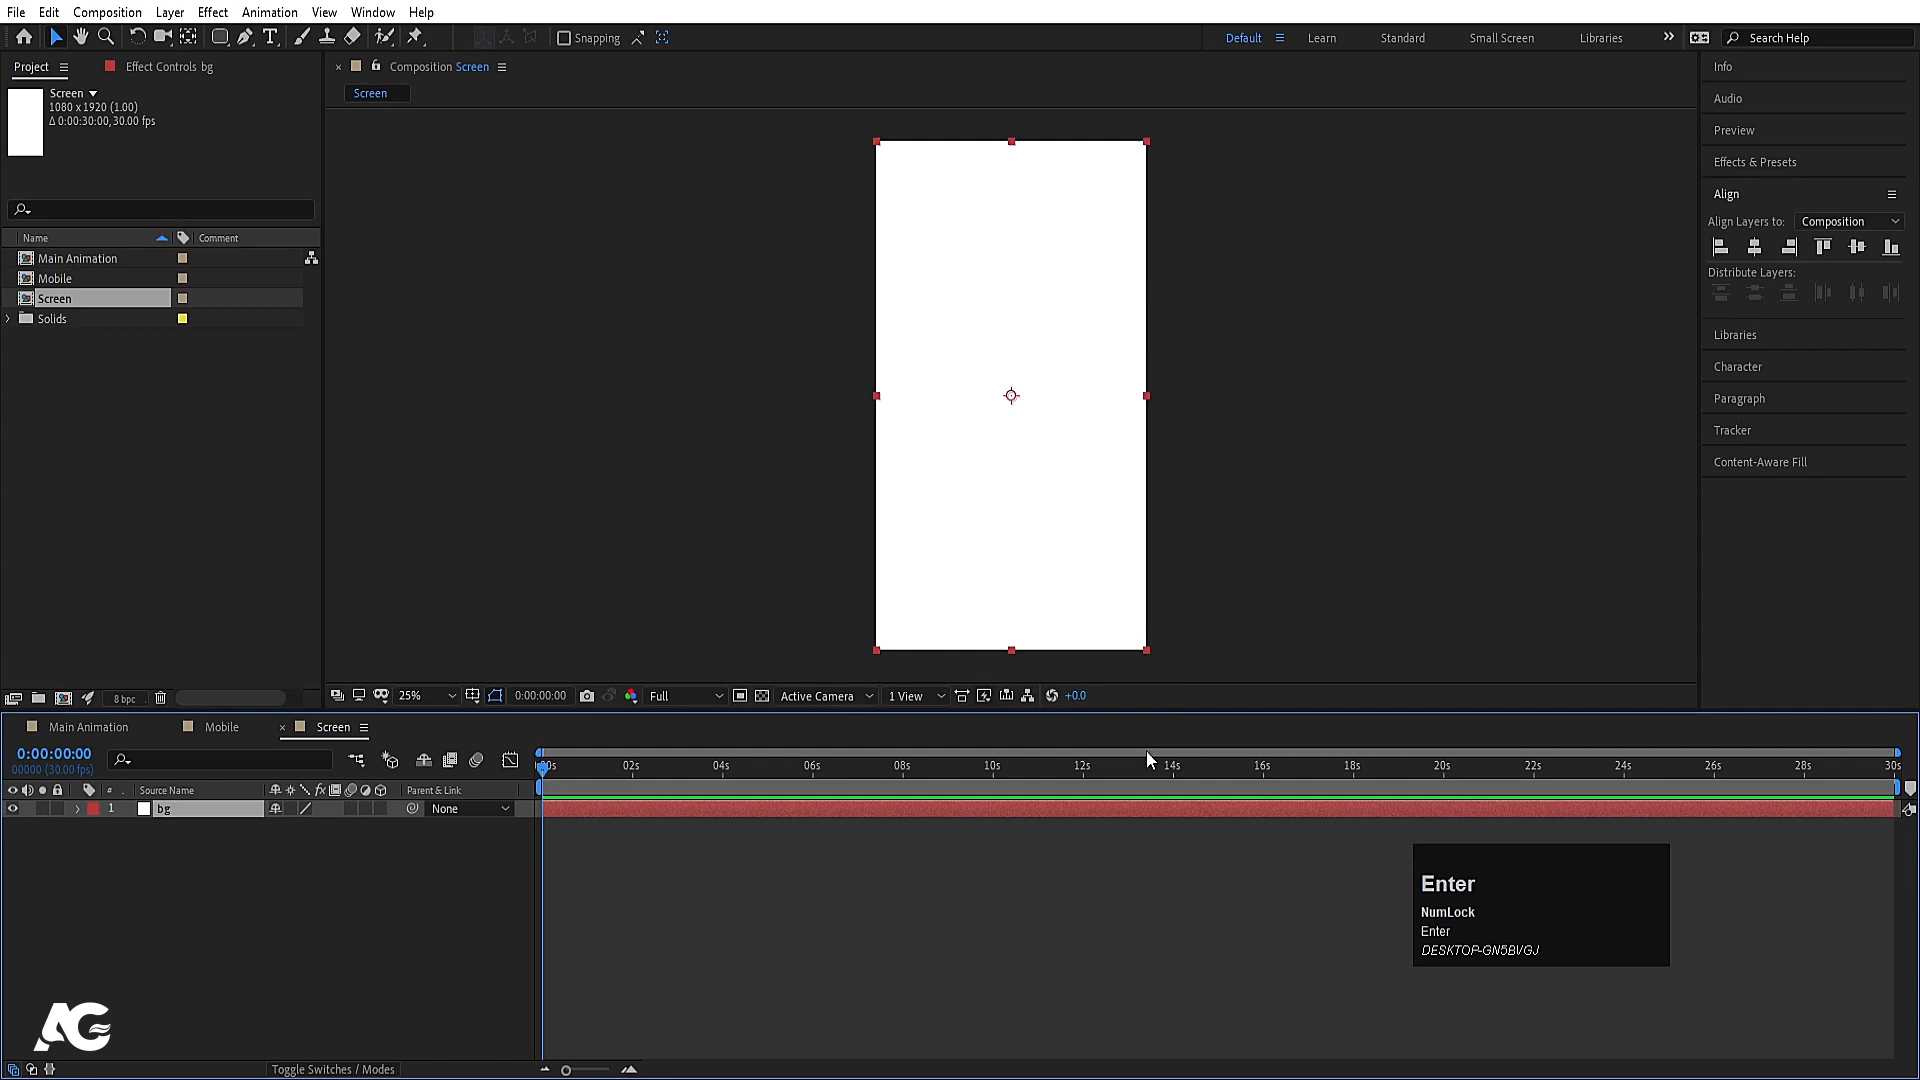 File Edit Composition Layer Effect Animation View Window Help
Snapping Default Learn Standard Small Screen Libraries Search Help
Project Effect Controls bg
Composition Screen
Screen
Screen
1080 x 1920 (1.00)
Δ 0:00:30:00, 30.00 fps
Name Comment
Main Animation
Mobile
Screen
Solids
8 bpc
25% 0:00:00:00 Full Active Camera 1 View +0.0
Info
Audio
Preview
Effects & Presets
Align
Align Layers to: Composition
Distribute Layers:
Libraries
Character
Paragraph
Tracker
Content-Aware Fill
Main Animation Mobile Screen
0:00:00:00
00000 (30.00 fps)
00s 02s 04s 06s 08s 10s 12s 14s 16s 18s 20s 22s 24s 26s 28s 30s
# . Source Name fx Parent & Link
1 bg None
Enter
NumLock
Enter
DESKTOP-GN5BVGJ
AG
Toggle Switches / Modes